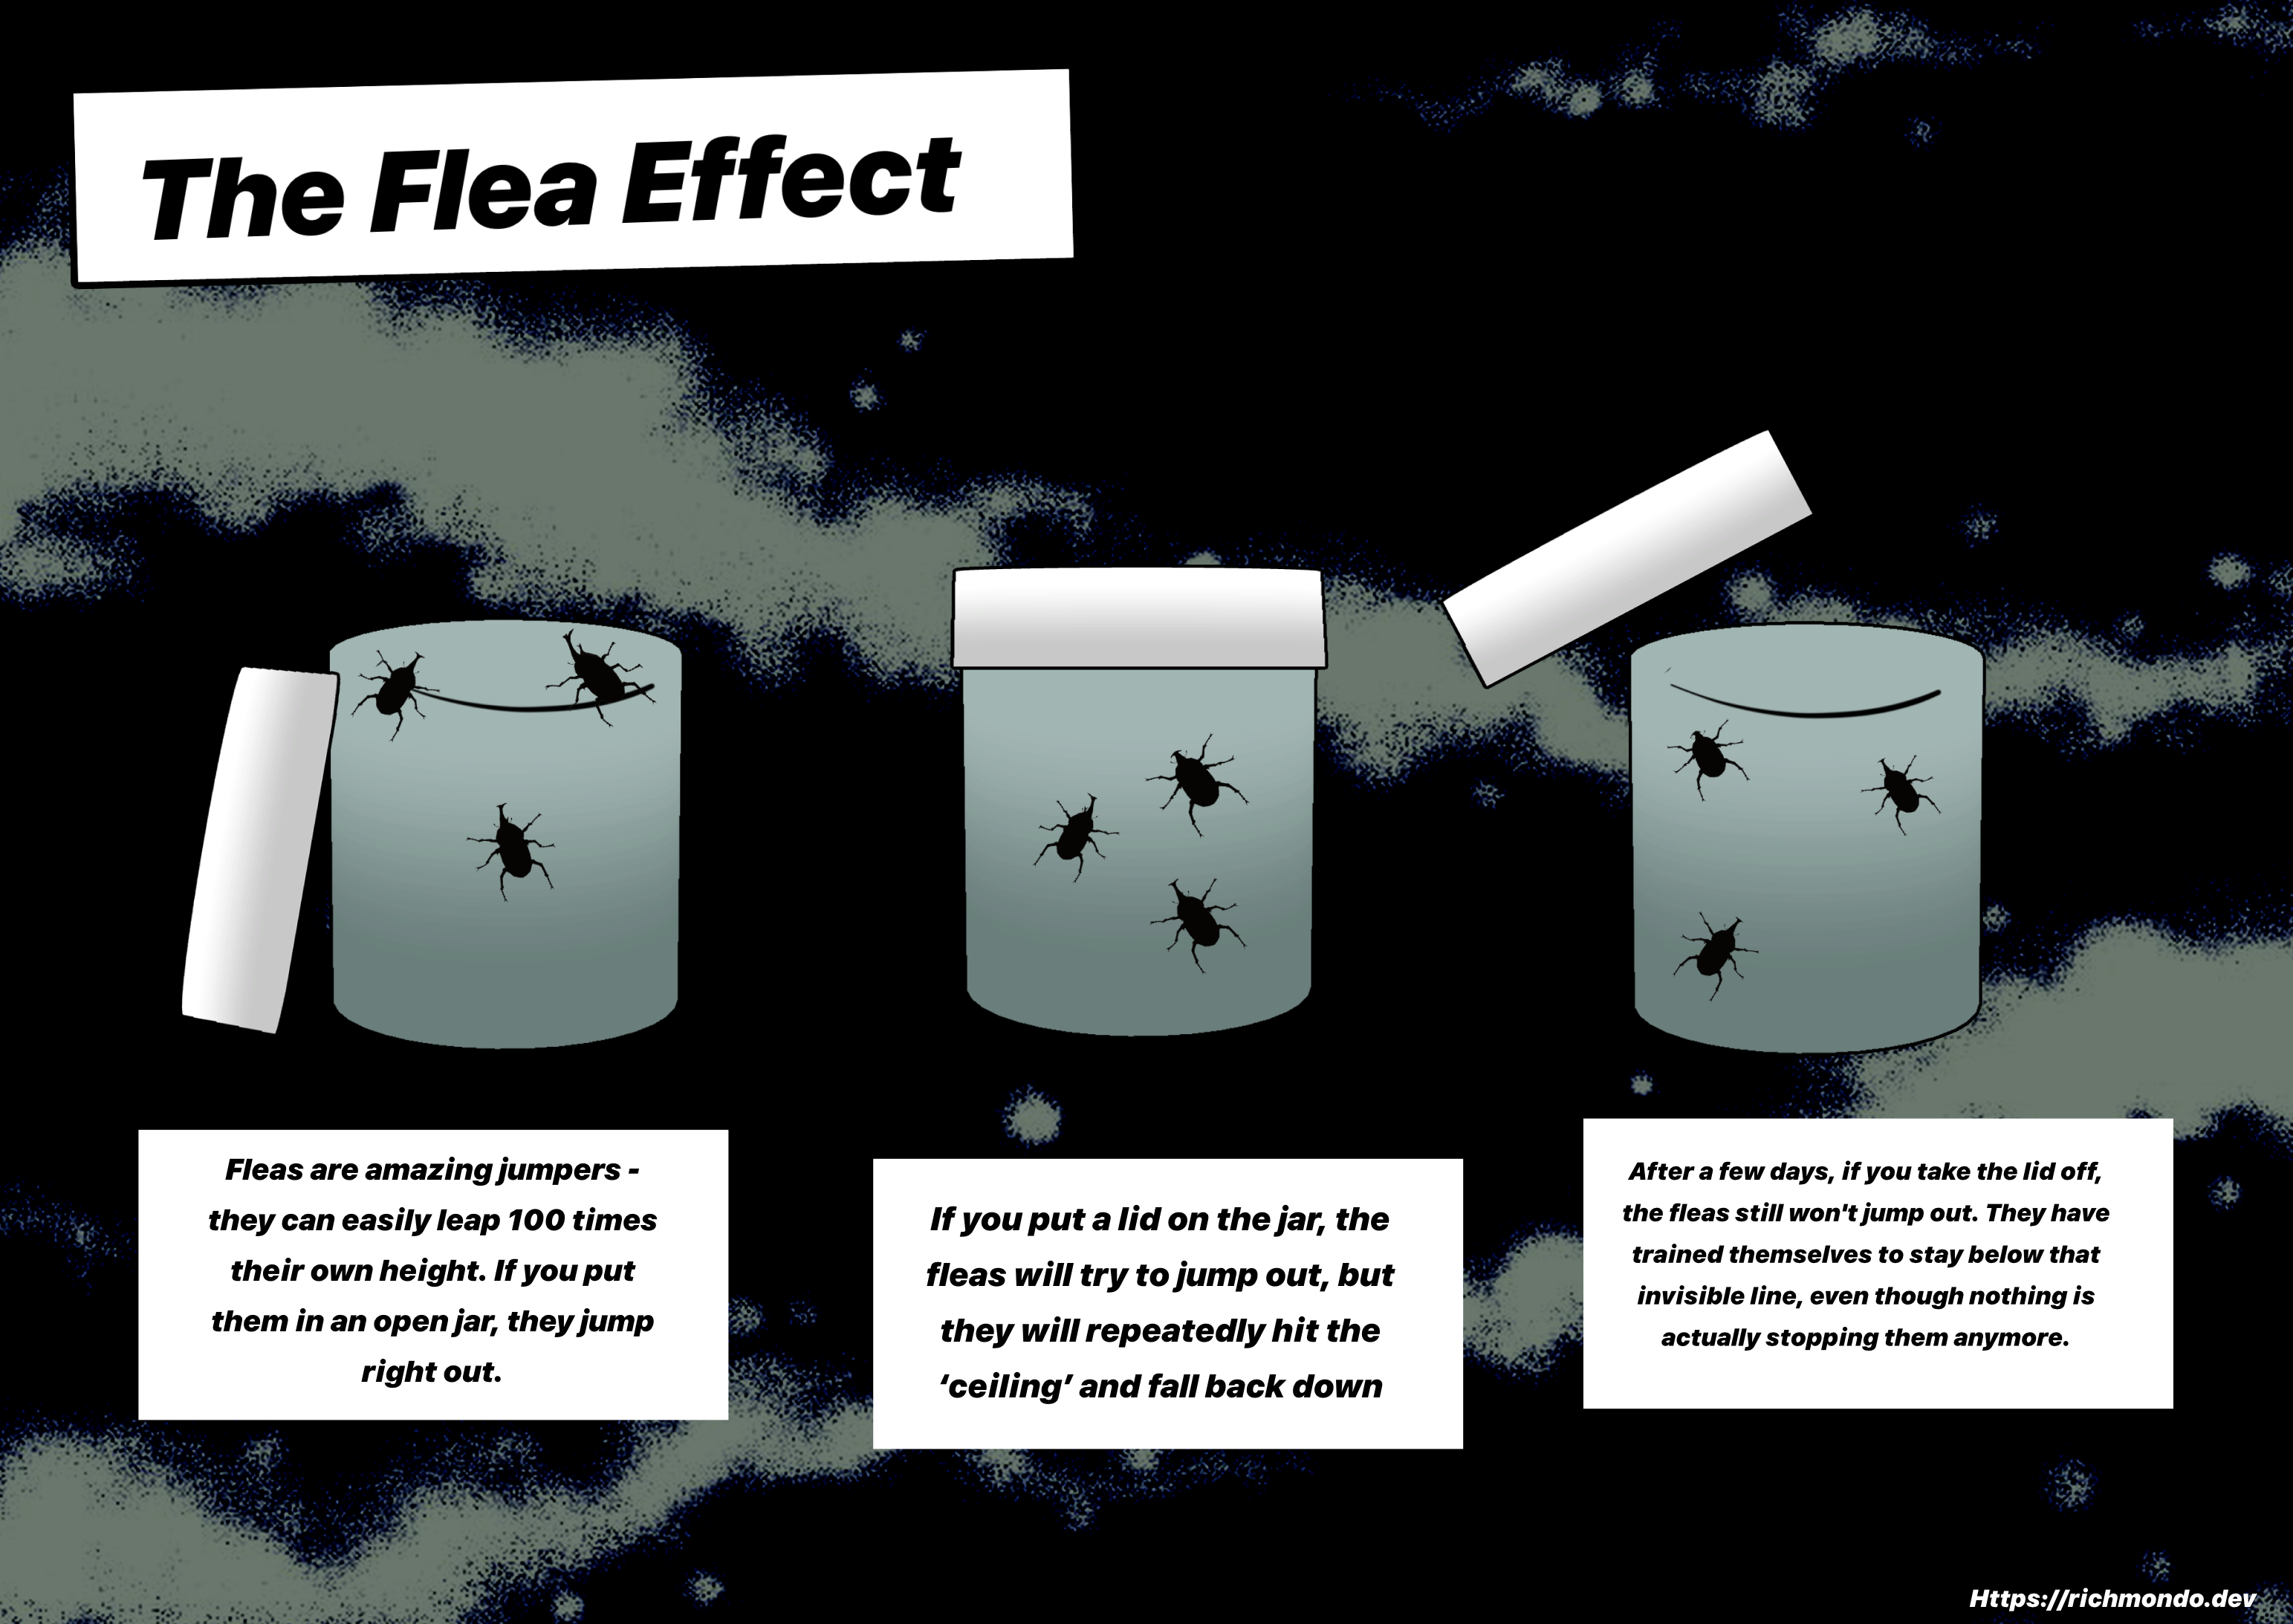 The Flea Effect
Fleas are amazing jumpers -
they can easily leap 100 times
their own height. If you put
them in an open jar, they jump
right out.
If you put a lid on the jar, the
fleas will try to jump out, but
they will repeatedly hit the
‘ceiling’ and fall back down
After a few days, if you take the lid off,
the fleas still won't jump out. They have
trained themselves to stay below that
invisible line, even though nothing is
actually stopping them anymore.
Https://richmondo.dev